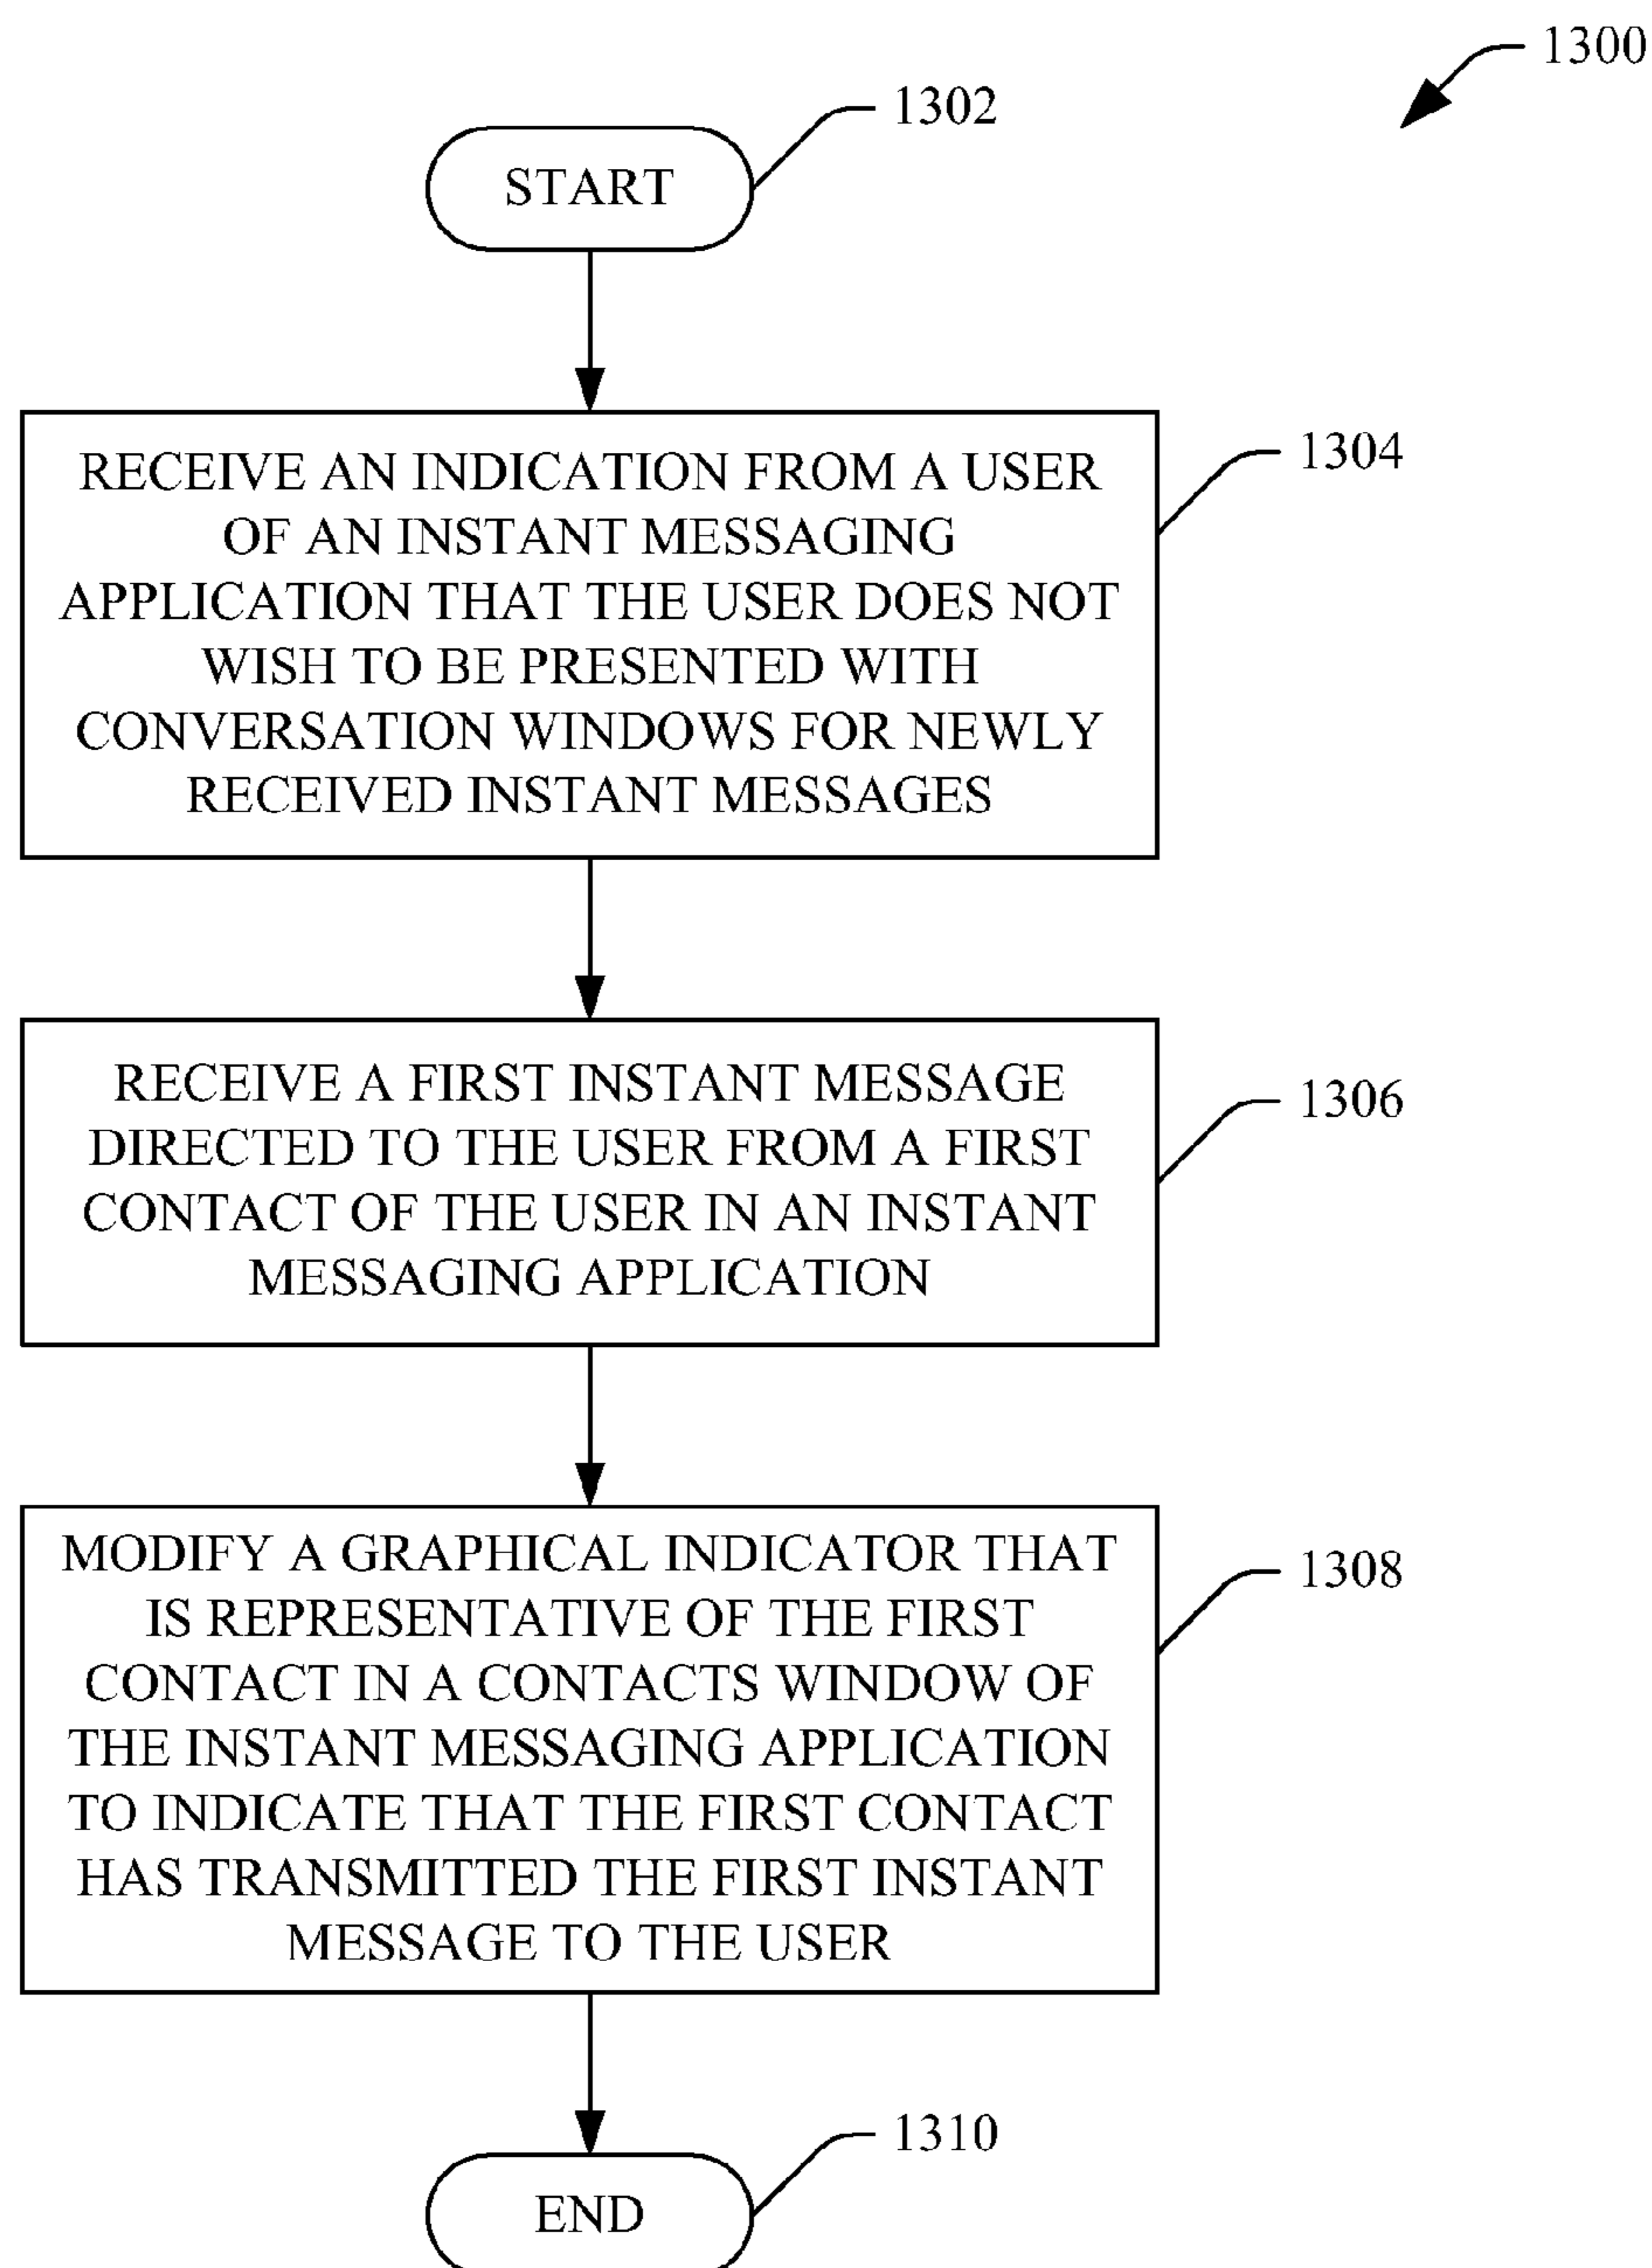 1300
1302
START
1304
RECEIVE AN INDICATION FROM A USER
OF AN INSTANT MESSAGING
APPLICATION THAT THE USER DOES NOT
WISH TO BE PRESENTED WITH
CONVERSATION WINDOWS FOR NEWLY
RECEIVED INSTANT MESSAGES
1306
RECEIVE A FIRST INSTANT MESSAGE
DIRECTED TO THE USER FROM A FIRST
CONTACT OF THE USER IN AN INSTANT
MESSAGING APPLICATION
1308
MODIFY A GRAPHICAL INDICATOR THAT
IS REPRESENTATIVE OF THE FIRST
CONTACT IN A CONTACTS WINDOW OF
THE INSTANT MESSAGING APPLICATION
TO INDICATE THAT THE FIRST CONTACT
HAS TRANSMITTED THE FIRST INSTANT
MESSAGE TO THE USER
1310
END